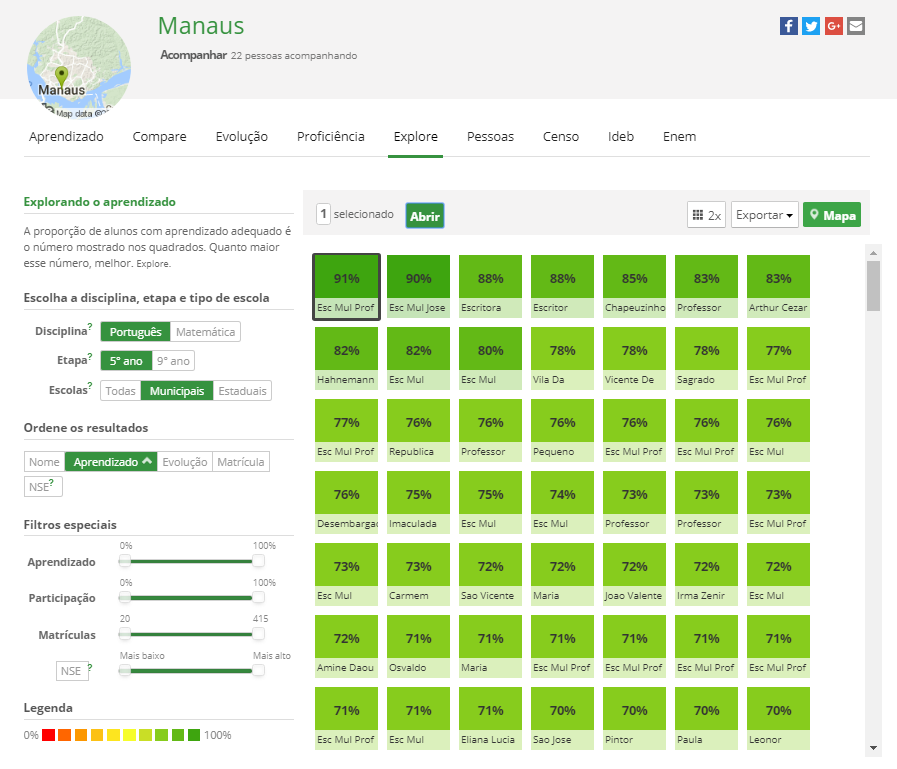 Manaus
Acompanhar 22 pessoas acompanhando
Manaus
Map data
Aprendizado Compare Evolução Proficiência Explore Pessoas Censo Ideb Enem
Explorando o aprendizado
A proporção de alunos com aprendizado adequado é
o número mostrado nos quadrados. Quanto maior
esse número, melhor. Explore.
Escolha a disciplina, etapa e tipo de escola
Disciplina? Português Matemática
Etapa? 5º ano 9º ano
Escolas? Todas Municipais Estaduais
Ordene os resultados
Nome Aprendizado Evolução Matrícula
NSE?
Filtros especiais
0% 100%
Aprendizado
0% 100%
Participação
20 415
Matrículas
Mais baixo Mais alto
NSE?
Legenda
0% 100%
1 selecionado Abrir 2x Exportar Mapa
91% 90% 88% 88% 85% 83% 83%
Esc Mul Prof Esc Mul Jose Escritora Escritor Chapeuzinho Professor Arthur Cezar
82% 82% 80% 78% 78% 78% 77%
Hahnemann Esc Mul Esc Mul Vila Da Vicente De Sagrado Esc Mul Prof
77% 76% 76% 76% 76% 76% 76%
Esc Mul Prof Republica Professor Pequeno Esc Mul Prof Esc Mul Prof Esc Mul
76% 75% 75% 74% 73% 73% 73%
Desembargad Imaculada Esc Mul Esc Mul Professor Professor Esc Mul Prof
73% 73% 72% 72% 72% 72% 72%
Esc Mul Carmem Sao Vicente Maria Joao Valente Irma Zenir Esc Mul
72% 71% 71% 71% 71% 71% 71%
Amine Daou Osvaldo Maria Esc Mul Prof Esc Mul Prof Esc Mul Prof Esc Mul Prof
71% 71% 71% 70% 70% 70% 70%
Esc Mul Prof Esc Mul Eliana Lucia Sao Jose Pintor Paula Leonor